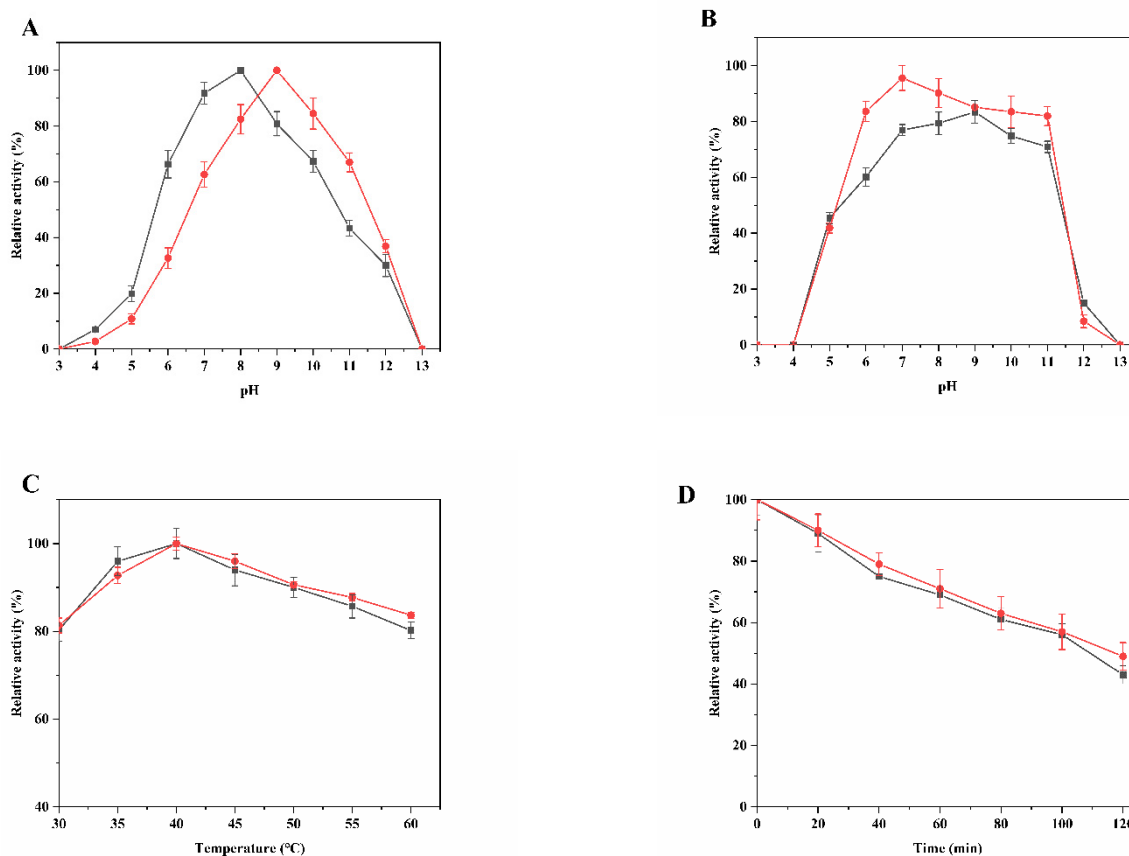 A
Relative activity (%)
100
80
60
40
20
0
3 4 5 6 7 8 9 10 11 12 13
pH
B
Relative activity (%)
100
80
60
40
20
0
3 4 5 6 7 8 9 10 11 12 13
pH
C
Relative activity (%)
100
80
60
40
30 35 40 45 50 55 60
Temperature (°C)
D
Relative activity (%)
100
80
60
40
20
0
0 20 40 60 80 100 120
Time (min)